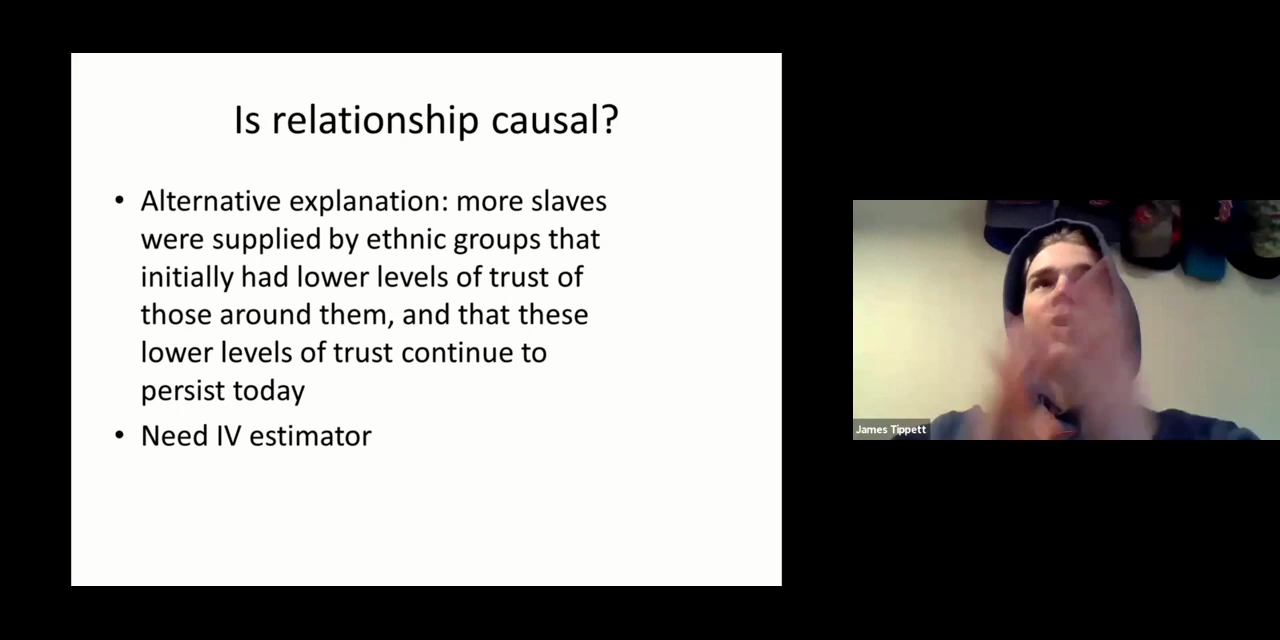 Is relationship causal?
• Alternative explanation: more slaves
were supplied by ethnic groups that
initially had lower levels of trust of
those around them, and that these
lower levels of trust continue to
persist today
• Need IV estimator
James Tippett